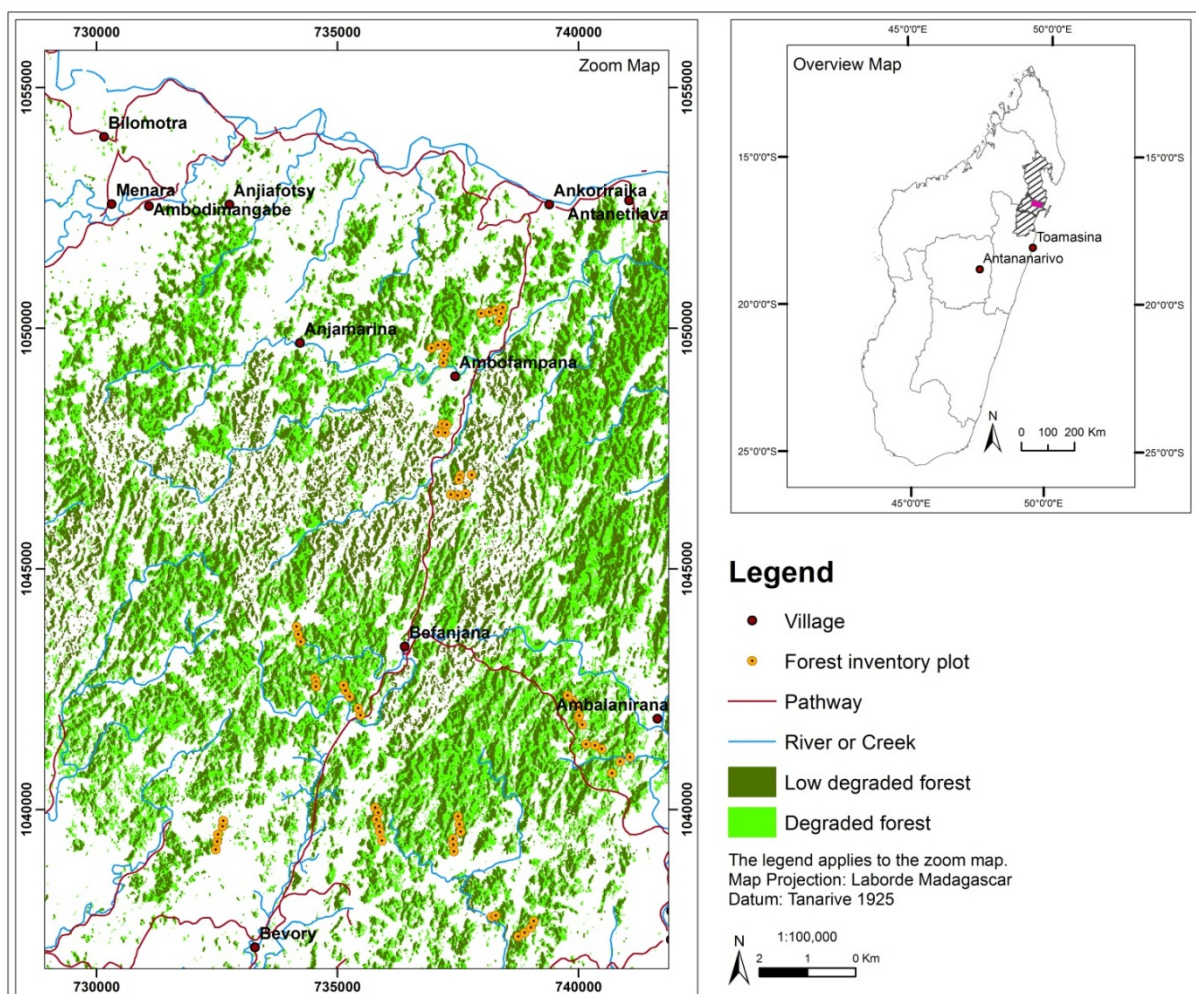 730000 735000 740000
Zoom Map
1055000 1055000
Bilomotra
Menara Anjiafotsy Ankoriraika
Ambodimangabe Antanetilava
1050000 1050000
Anjamarina
Ambofampana
1045000 1045000
Befanjana
Ambalanirana
1040000 1040000
Bevory
730000 735000 740000
45°0'0"E 50°0'0"E
Overview Map
15°0'0"S 15°0'0"S
Toamasina
Antananarivo
20°0'0"S 20°0'0"S
N
0 100 200 Km
25°0'0"S 25°0'0"S
45°0'0"E 50°0'0"E
Legend
Village
Forest inventory plot
Pathway
River or Creek
Low degraded forest
Degraded forest
The legend applies to the zoom map.
Map Projection: Laborde Madagascar
Datum: Tanarive 1925
N
1:100,000
2 1 0 Km